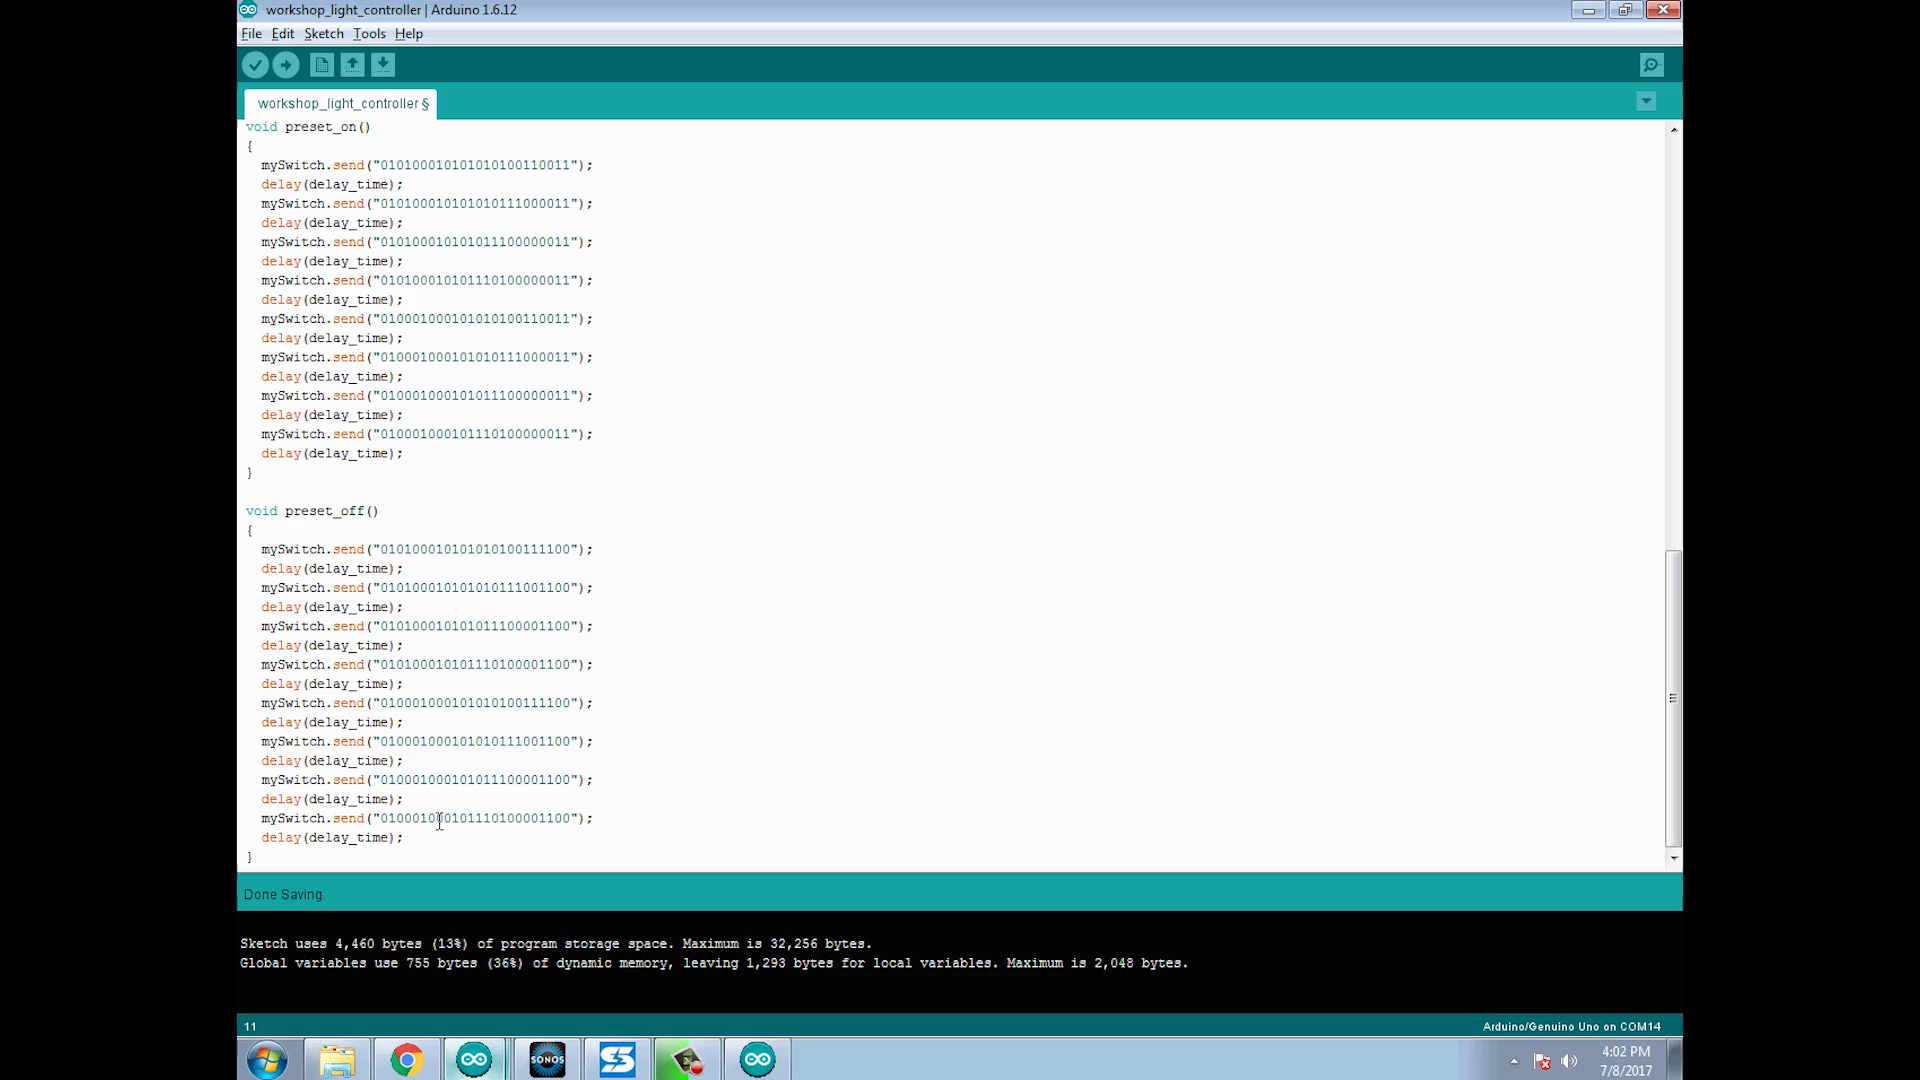 workshop_light_controller | Arduino 1.6.12
File Edit Sketch Tools Help
workshop_light_controller §
void preset_on()
{
mySwitch.send("010100010101010100110011");
delay(delay_time);
mySwitch.send("010100010101010111000011");
delay(delay_time);
mySwitch.send("010100010101011100000011");
delay(delay_time);
mySwitch.send("010100010101110100000011");
delay(delay_time);
mySwitch.send("010001000101010100110011");
delay(delay_time);
mySwitch.send("010001000101010111000011");
delay(delay_time);
mySwitch.send("010001000101011100000011");
delay(delay_time);
mySwitch.send("010001000101110100000011");
delay(delay_time);
}
void preset_off()
{
mySwitch.send("010100010101010100111100");
delay(delay_time);
mySwitch.send("010100010101010111001100");
delay(delay_time);
mySwitch.send("010100010101011100001100");
delay(delay_time);
mySwitch.send("010100010101110100001100");
delay(delay_time);
mySwitch.send("010001000101010100111100");
delay(delay_time);
mySwitch.send("010001000101010111001100");
delay(delay_time);
mySwitch.send("010001000101011100001100");
delay(delay_time);
mySwitch.send("010001000101110100001100");
delay(delay_time);
}
Done Saving.
Sketch uses 4,460 bytes (13%) of program storage space. Maximum is 32,256 bytes.
Global variables use 755 bytes (36%) of dynamic memory, leaving 1,293 bytes for local variables. Maximum is 2,048 bytes.
11 Arduino/Genuino Uno on COM14
SONOS
4:02 PM
7/8/2017